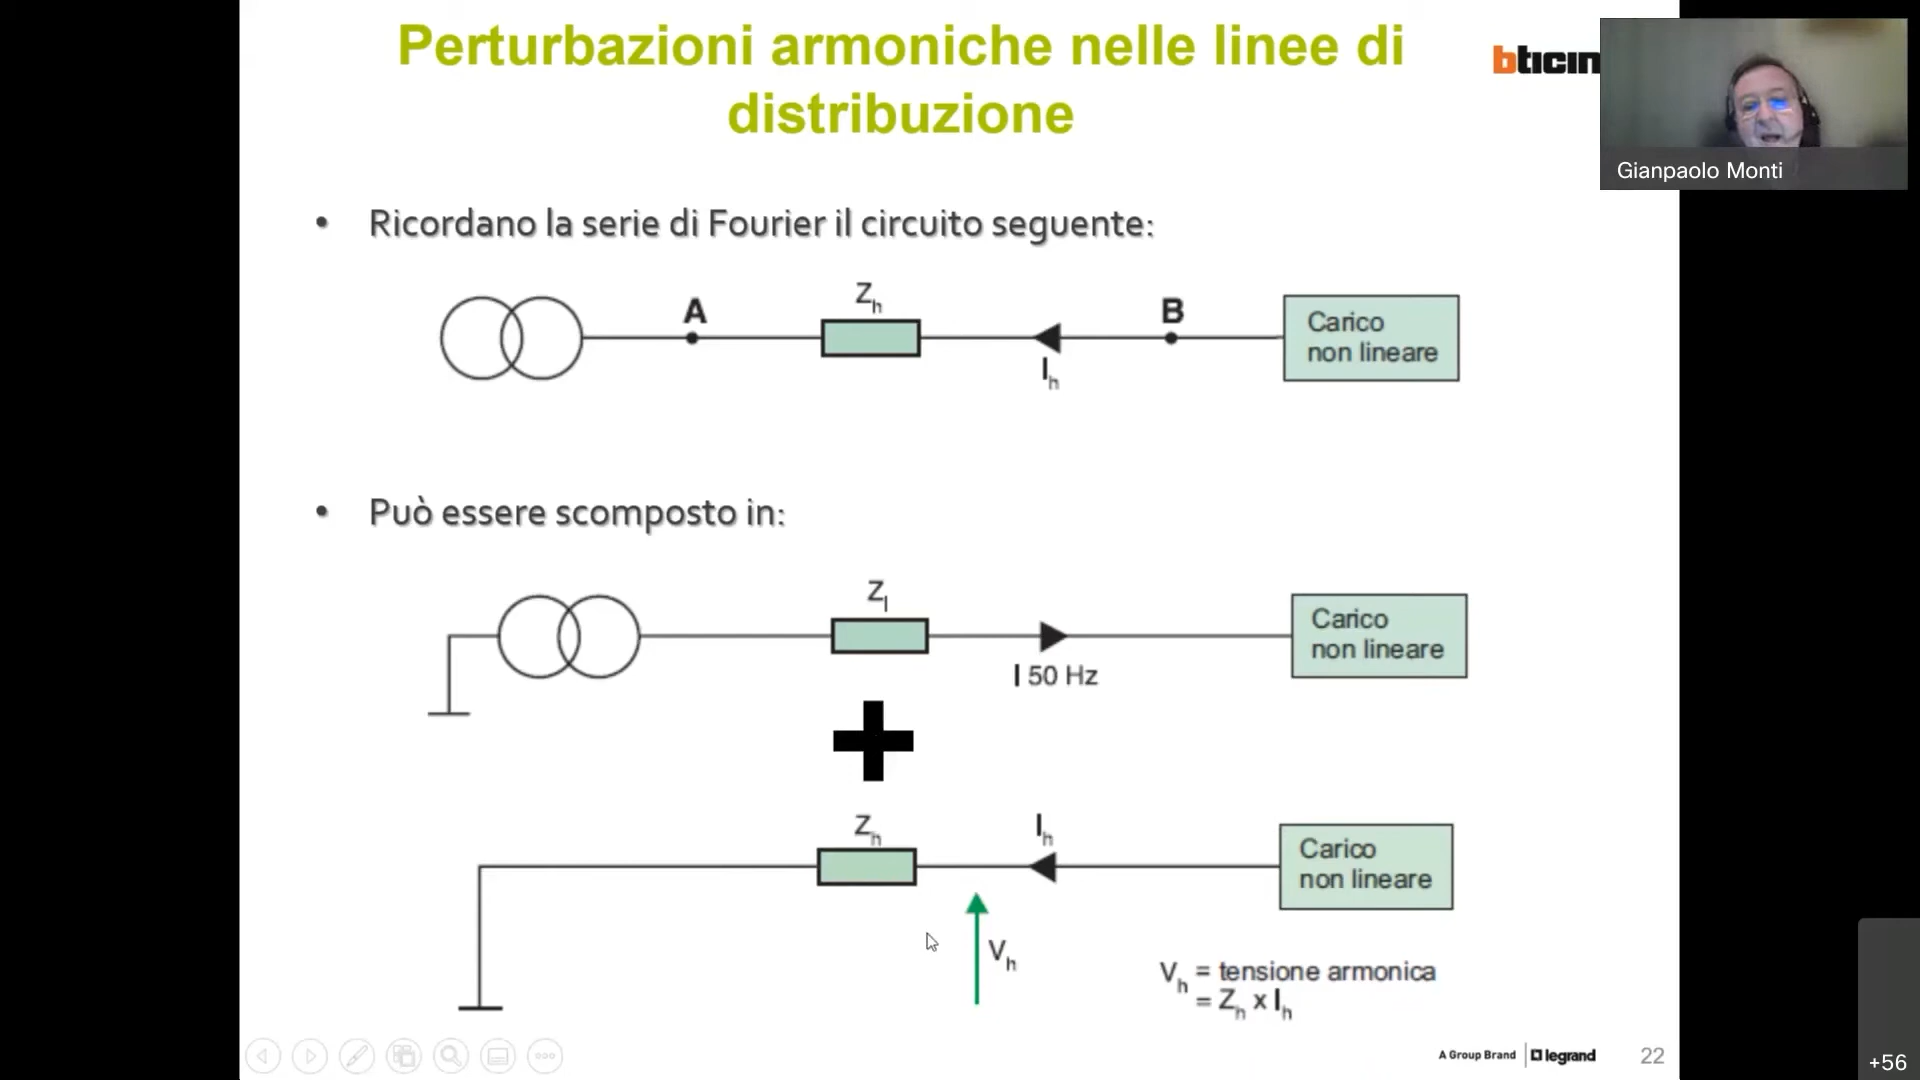 Perturbazioni armoniche nelle linee di
distribuzione
bticin
Gianpaolo Monti
• Ricordano la serie di Fourier il circuito seguente:
A
Zh
B
Ih
Carico
non lineare
• Può essere scomposto in:
Zl
I 50 Hz
Carico
non lineare
Zh
Ih
Carico
non lineare
Vh
Vh = tensione armonica
= Zh x Ih
A Group Brand
legrand
22
+56